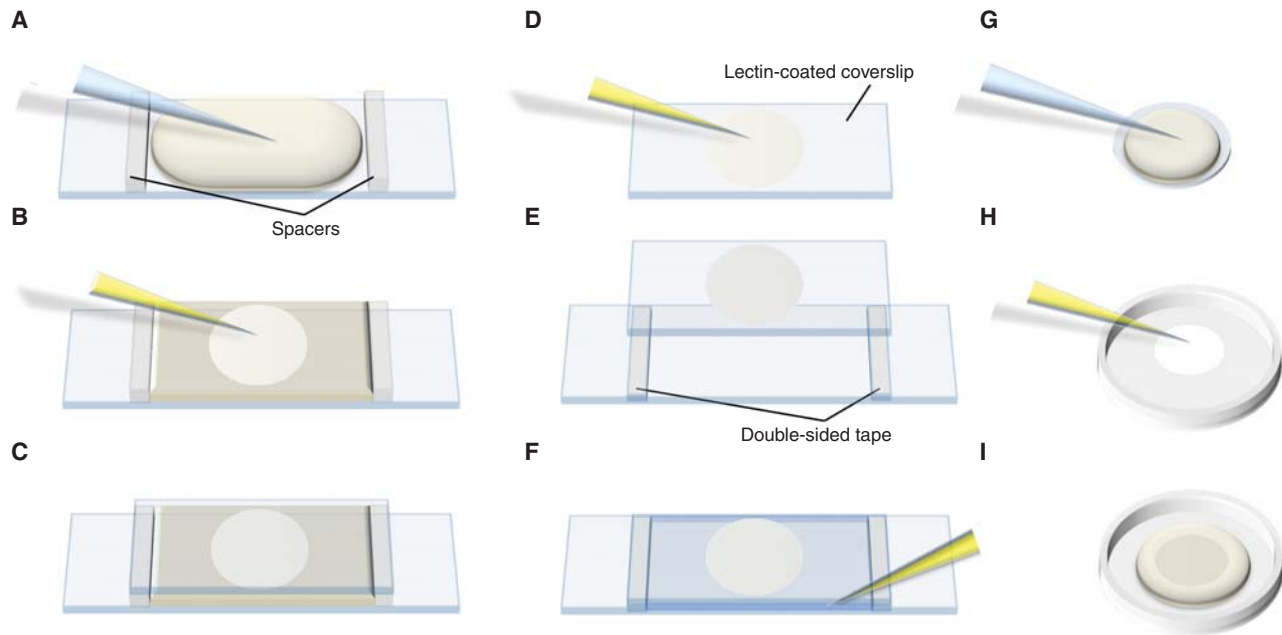 A
D
G
Lectin-coated coverslip
Spacers
B
E
H
Double-sided tape
C
F
I